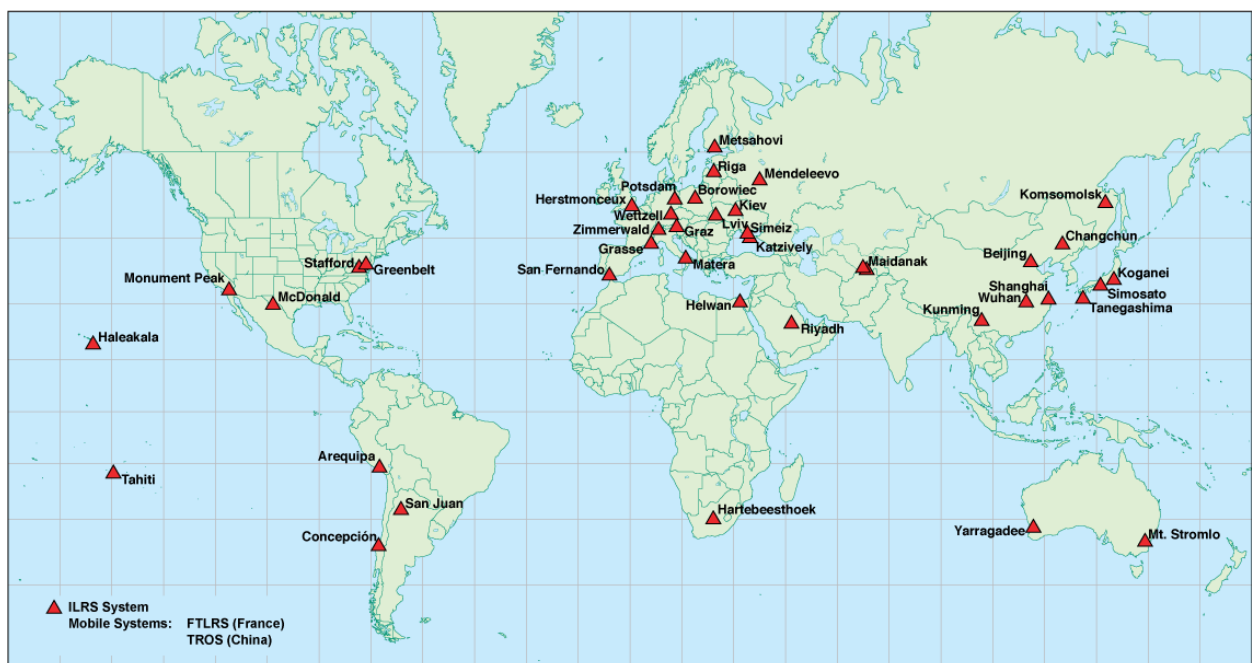 Metsahovi
Riga
Mendeleevo
Potsdam
Borowiec
Herstmonceux
Komsomolsk
Kiev
Wettzell
Lviv
Simeiz
Zimmerwald
Graz
Katzively
Changchun
Grasse
Beijing
Stafford
Greenbelt
Matera
Maidanak
San Fernando
Koganei
Monument Peak
Shanghai
Simosato
McDonald
Wuhan
Helwan
Tanegashima
Kunming
Riyadh
Haleakala
Arequipa
Tahiti
San Juan
Hartebeesthoek
Yarragadee
Mt. Stromlo
Concepción
ILRS System
Mobile Systems: FTLRS (France)
TROS (China)